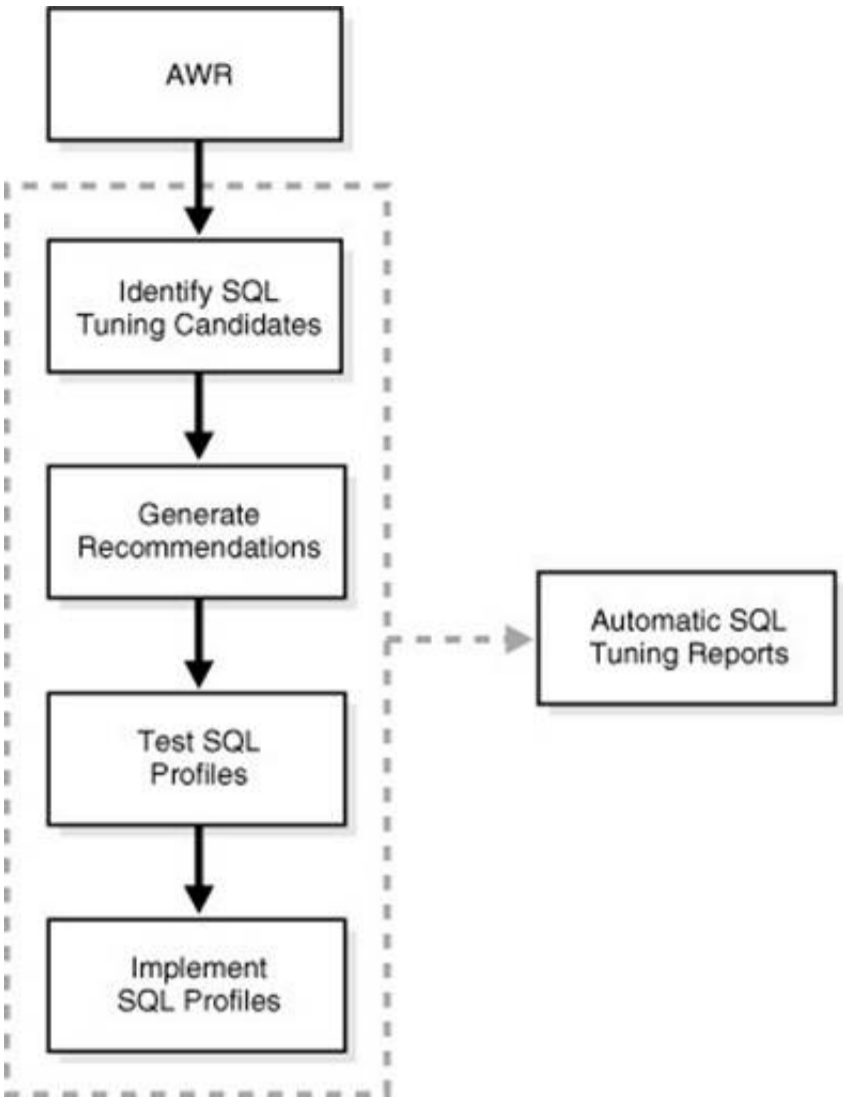 AWR
Identify SQL
Tuning Candidates
Generate
Recommendations
Automatic SQL
Tuning Reports
Test SQL
Profiles
Implement
SQL Profiles